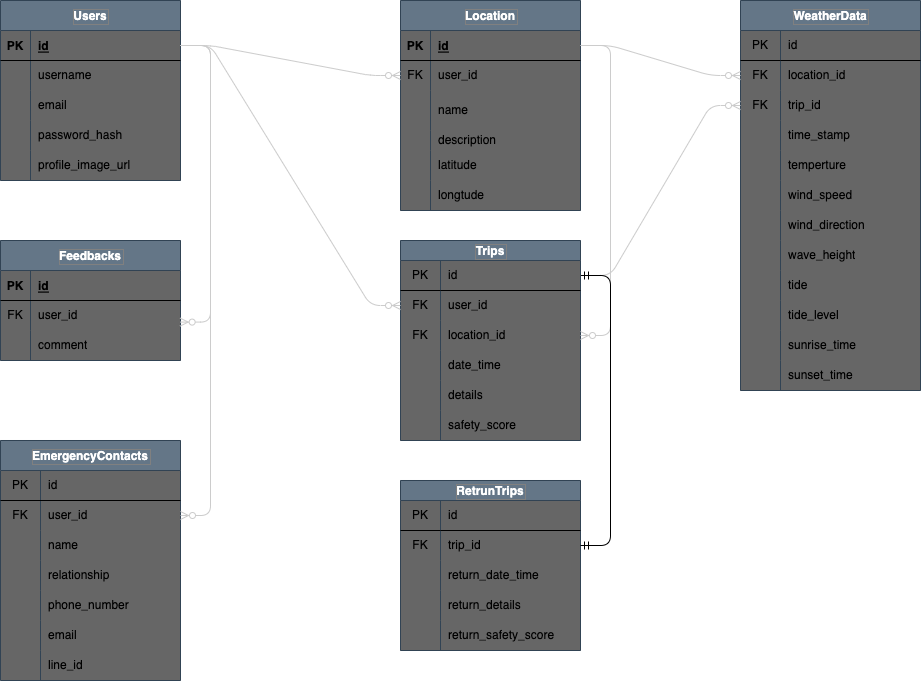 Users
PK id
username
email
password_hash
profile_image_url
Feedbacks
PK id
FK user_id
comment
EmergencyContacts
PK id
FK user_id
name
relationship
phone_number
email
line_id
Location
PK id
FK user_id
name
description
latitude
longtude
Trips
PK id
FK user_id
FK location_id
date_time
details
safety_score
RetrunTrips
PK id
FK trip_id
return_date_time
return_details
return_safety_score
WeatherData
PK id
FK location_id
FK trip_id
time_stamp
temperture
wind_speed
wind_direction
wave_height
tide
tide_level
sunrise_time
sunset_time